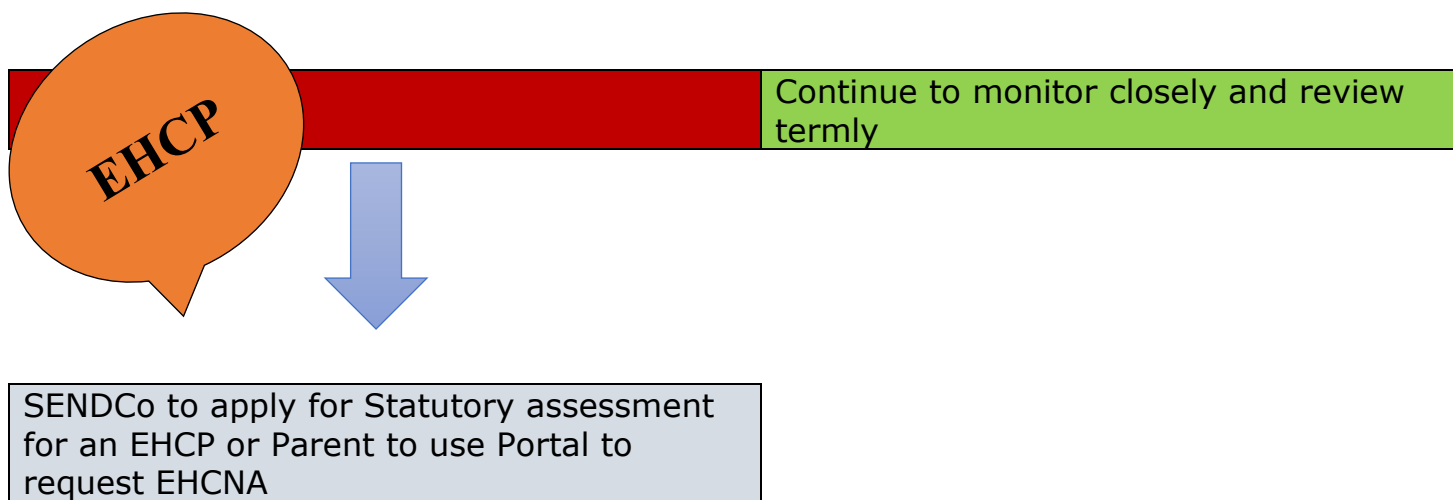 EHCP
Continue to monitor closely and review
termly
SENDCo to apply for Statutory assessment
for an EHCP or Parent to use Portal to
request EHCNA